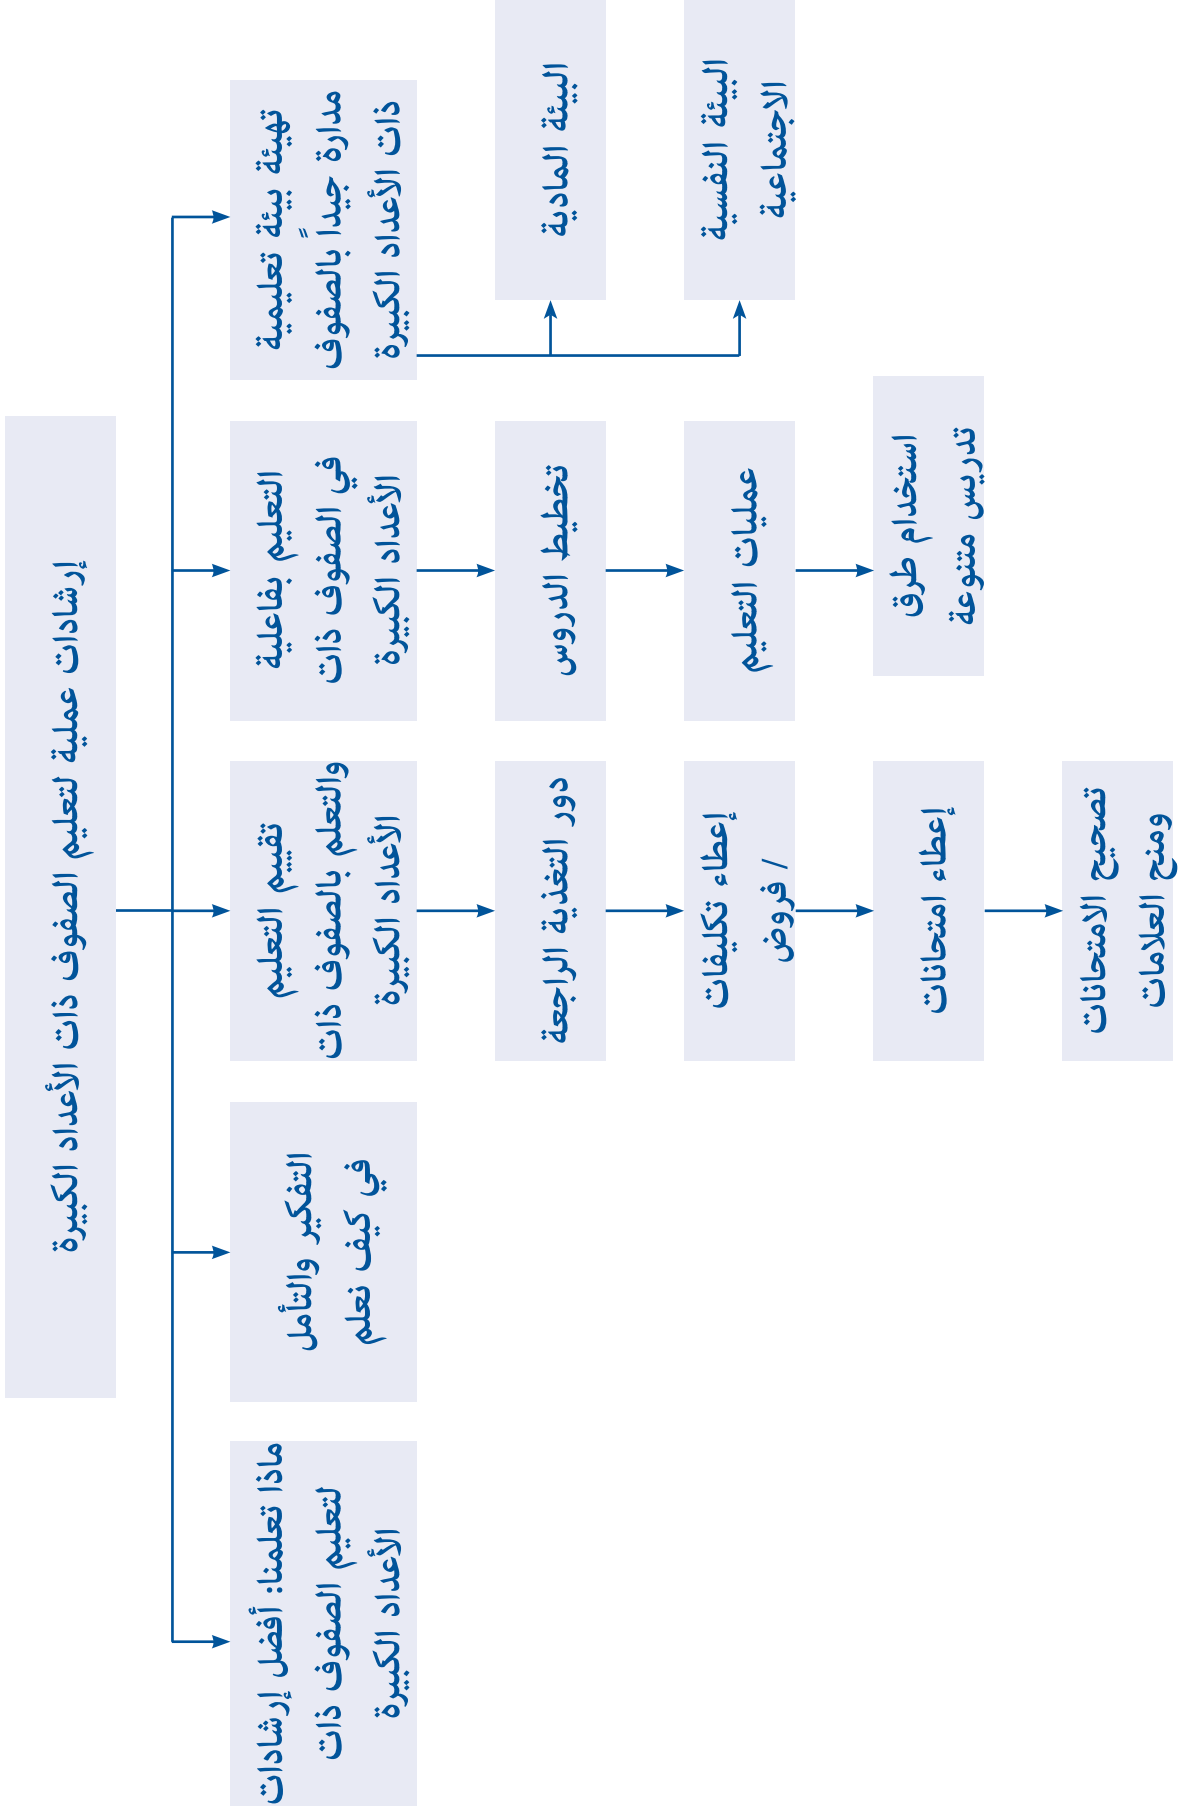 إرشادات عملية لتعليم الصفوف ذات الأعداد الكبيرة
تهيئة بيئة تعليمية
مدارة جيداً بالصفوف
ذات الأعداد الكبيرة
البيئة المادية
البيئة النفسية
الاجتماعية
التعليم بفاعلية
في الصفوف ذات
الأعداد الكبيرة
تخطيط الدروس
عمليات التعليم
استخدام طرق
تدريس متنوعة
تقييم التعليم
والتعلم بالصفوف ذات
الأعداد الكبيرة
دور التغذية الراجعة
إعطاء تكليفات
/ فروض
إعطاء امتحانات
تصحيح الامتحانات
ومنح العلامات
التفكير والتأمل
في كيف نعلم
ماذا تعلمنا: أفضل إرشادات
لتعليم الصفوف ذات
الأعداد الكبيرة